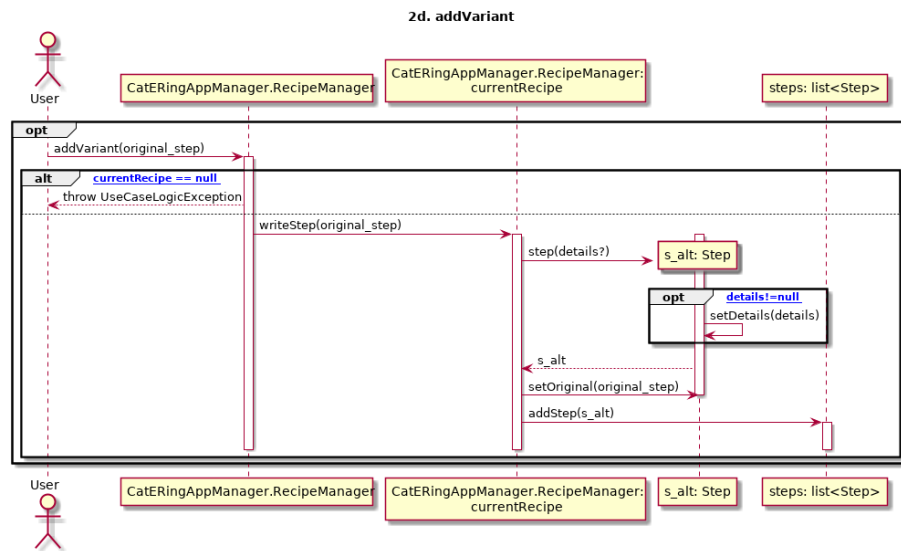 2d. addVariant
User
CatERingAppManager.RecipeManager
CatERingAppManager.RecipeManager:
currentRecipe
steps: list<Step>
opt
addVariant(original_step)
alt
currentRecipe == null
throw UseCaseLogicException
writeStep(original_step)
step(details?)
s_alt: Step
opt
details!=null
setDetails(details)
s_alt
setOriginal(original_step)
addStep(s_alt)
User
CatERingAppManager.RecipeManager
CatERingAppManager.RecipeManager:
currentRecipe
s_alt: Step
steps: list<Step>